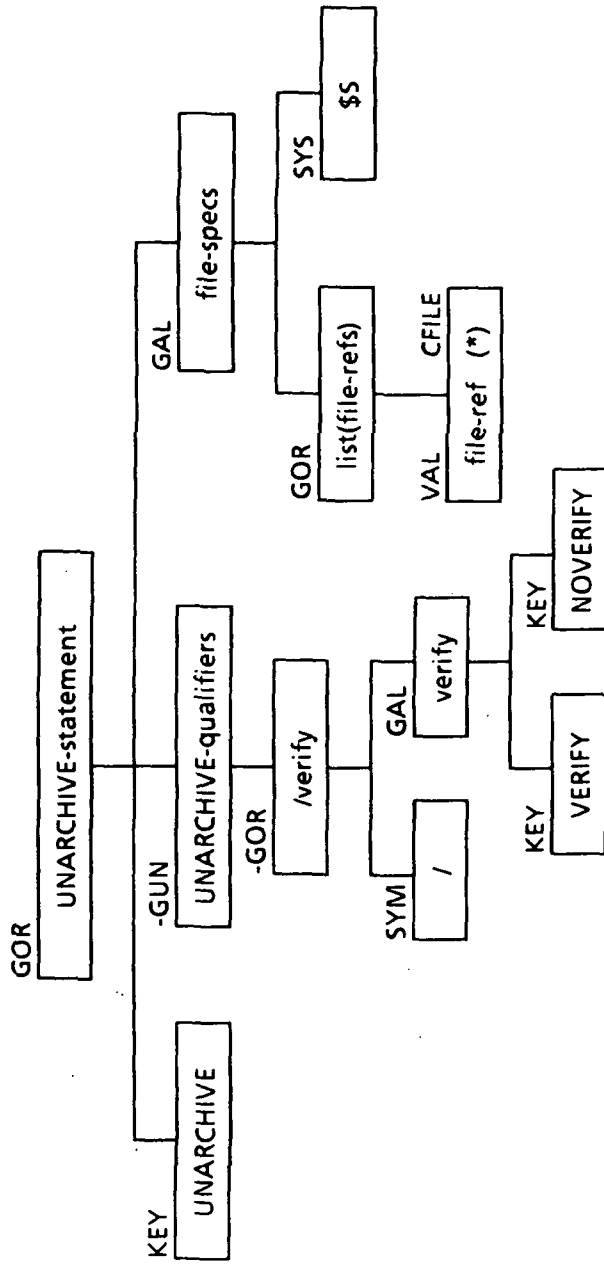 GOR
UNARCHIVE-statement
KEY
UNARCHIVE
-GUN
UNARCHIVE-qualifiers
GAL
file-specs
-GOR
/verify
GOR
list(file-refs)
SYS
$S
SYM
/
GAL
verify
VAL CFILE
file-ref (*)
KEY
VERIFY
KEY
NOVERIFY